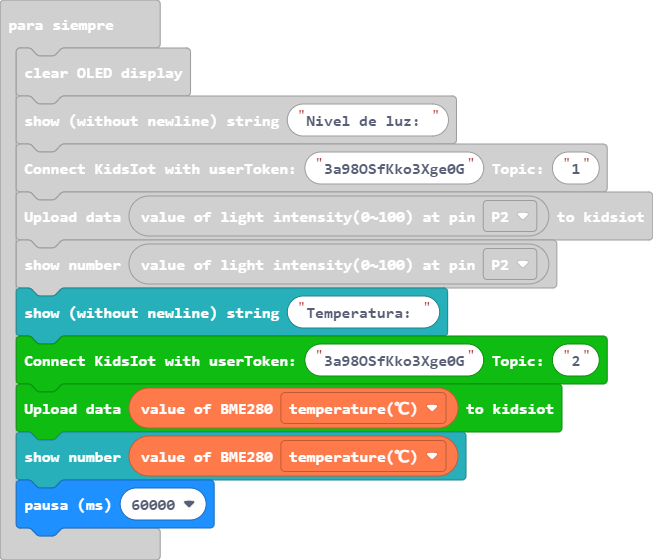 para siempre
clear OLED display
show (without newline) string "Nivel de luz: "
Connect KidsIot with userToken: "3a98OSfKko3Xge0G" Topic: "1"
Upload data value of light intensity(0~100) at pin P2 to kidsiot
show number value of light intensity(0~100) at pin P2
show (without newline) string "Temperatura: "
Connect KidsIot with userToken: "3a98OSfKko3Xge0G" Topic: "2"
Upload data value of BME280 temperature(℃) to kidsiot
show number value of BME280 temperature(℃)
pausa (ms) 60000